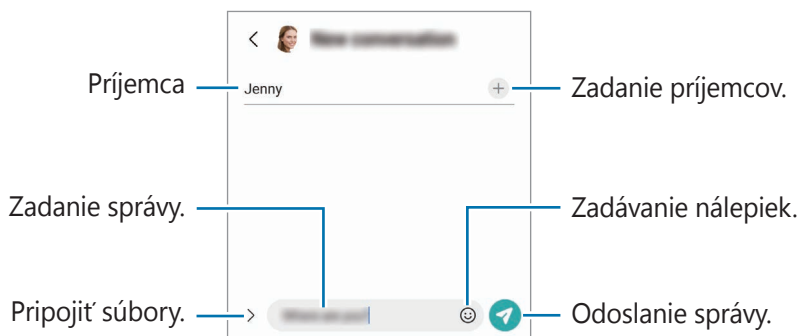 Príjemca
Jenny
Zadanie príjemcov.
Zadanie správy.
Zadávanie nálepiek.
Pripojiť súbory.
Odoslanie správy.